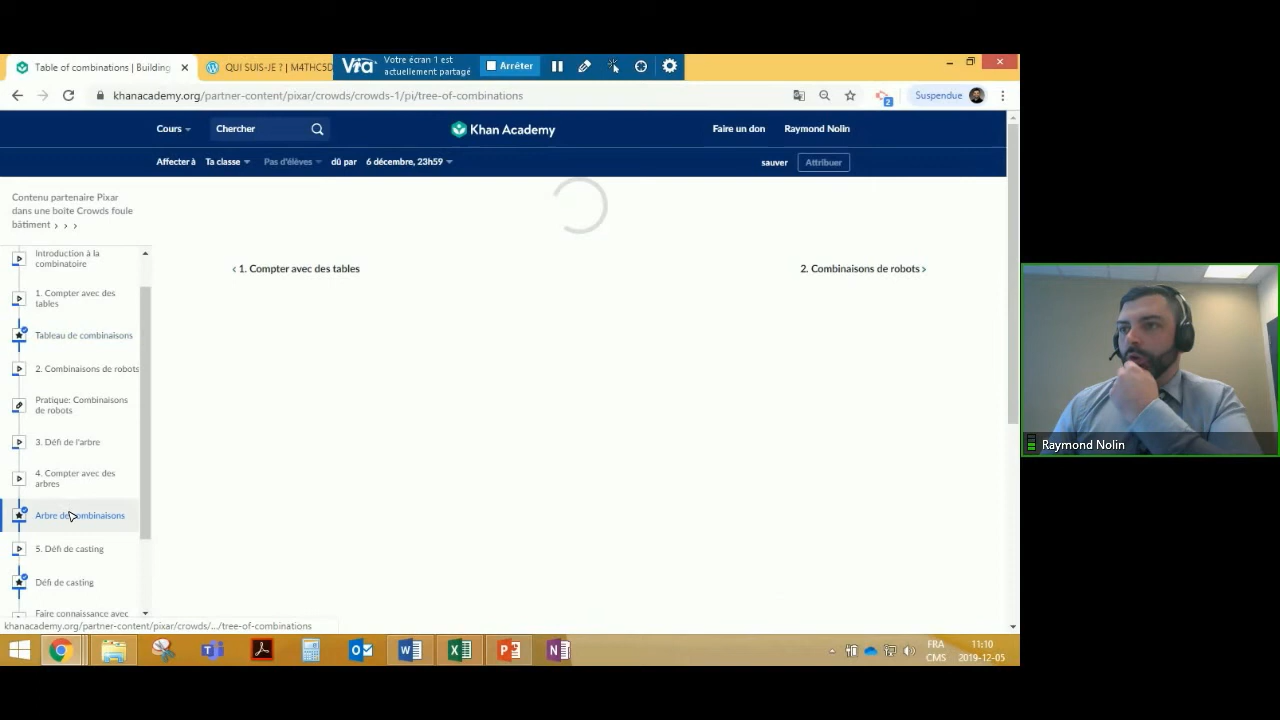 Table of combinations | Building
QUI SUIS-JE ? | M4THC5D
Via
Votre écran 1 est
actuellement partagé
Arrêter
khanacademy.org/partner-content/pixar/crowds/crowds-1/pi/tree-of-combinations
2
Suspendue
Cours
Chercher
Khan Academy
Faire un don
Raymond Nolin
Affecter à
Ta classe
Pas d'élèves
dû par
6 décembre, 23h59
sauver
Attribuer
Contenu partenaire Pixar
dans une boite Crowds foule
bâtiment > > >
‹ 1. Compter avec des tables
2. Combinaisons de robots ›
Introduction à la
combinatoire
1. Compter avec des
tables
Tableau de combinaisons
2. Combinaisons de robots
Pratique: Combinaisons
de robots
3. Défi de l'arbre
4. Compter avec des
arbres
Arbre de combinaisons
5. Défi de casting
Défi de casting
Faire connaissance avec
khanacademy.org/partner-content/pixar/crowds/.../tree-of-combinations
Raymond Nolin
FRA
CMS
11:10
2019-12-05